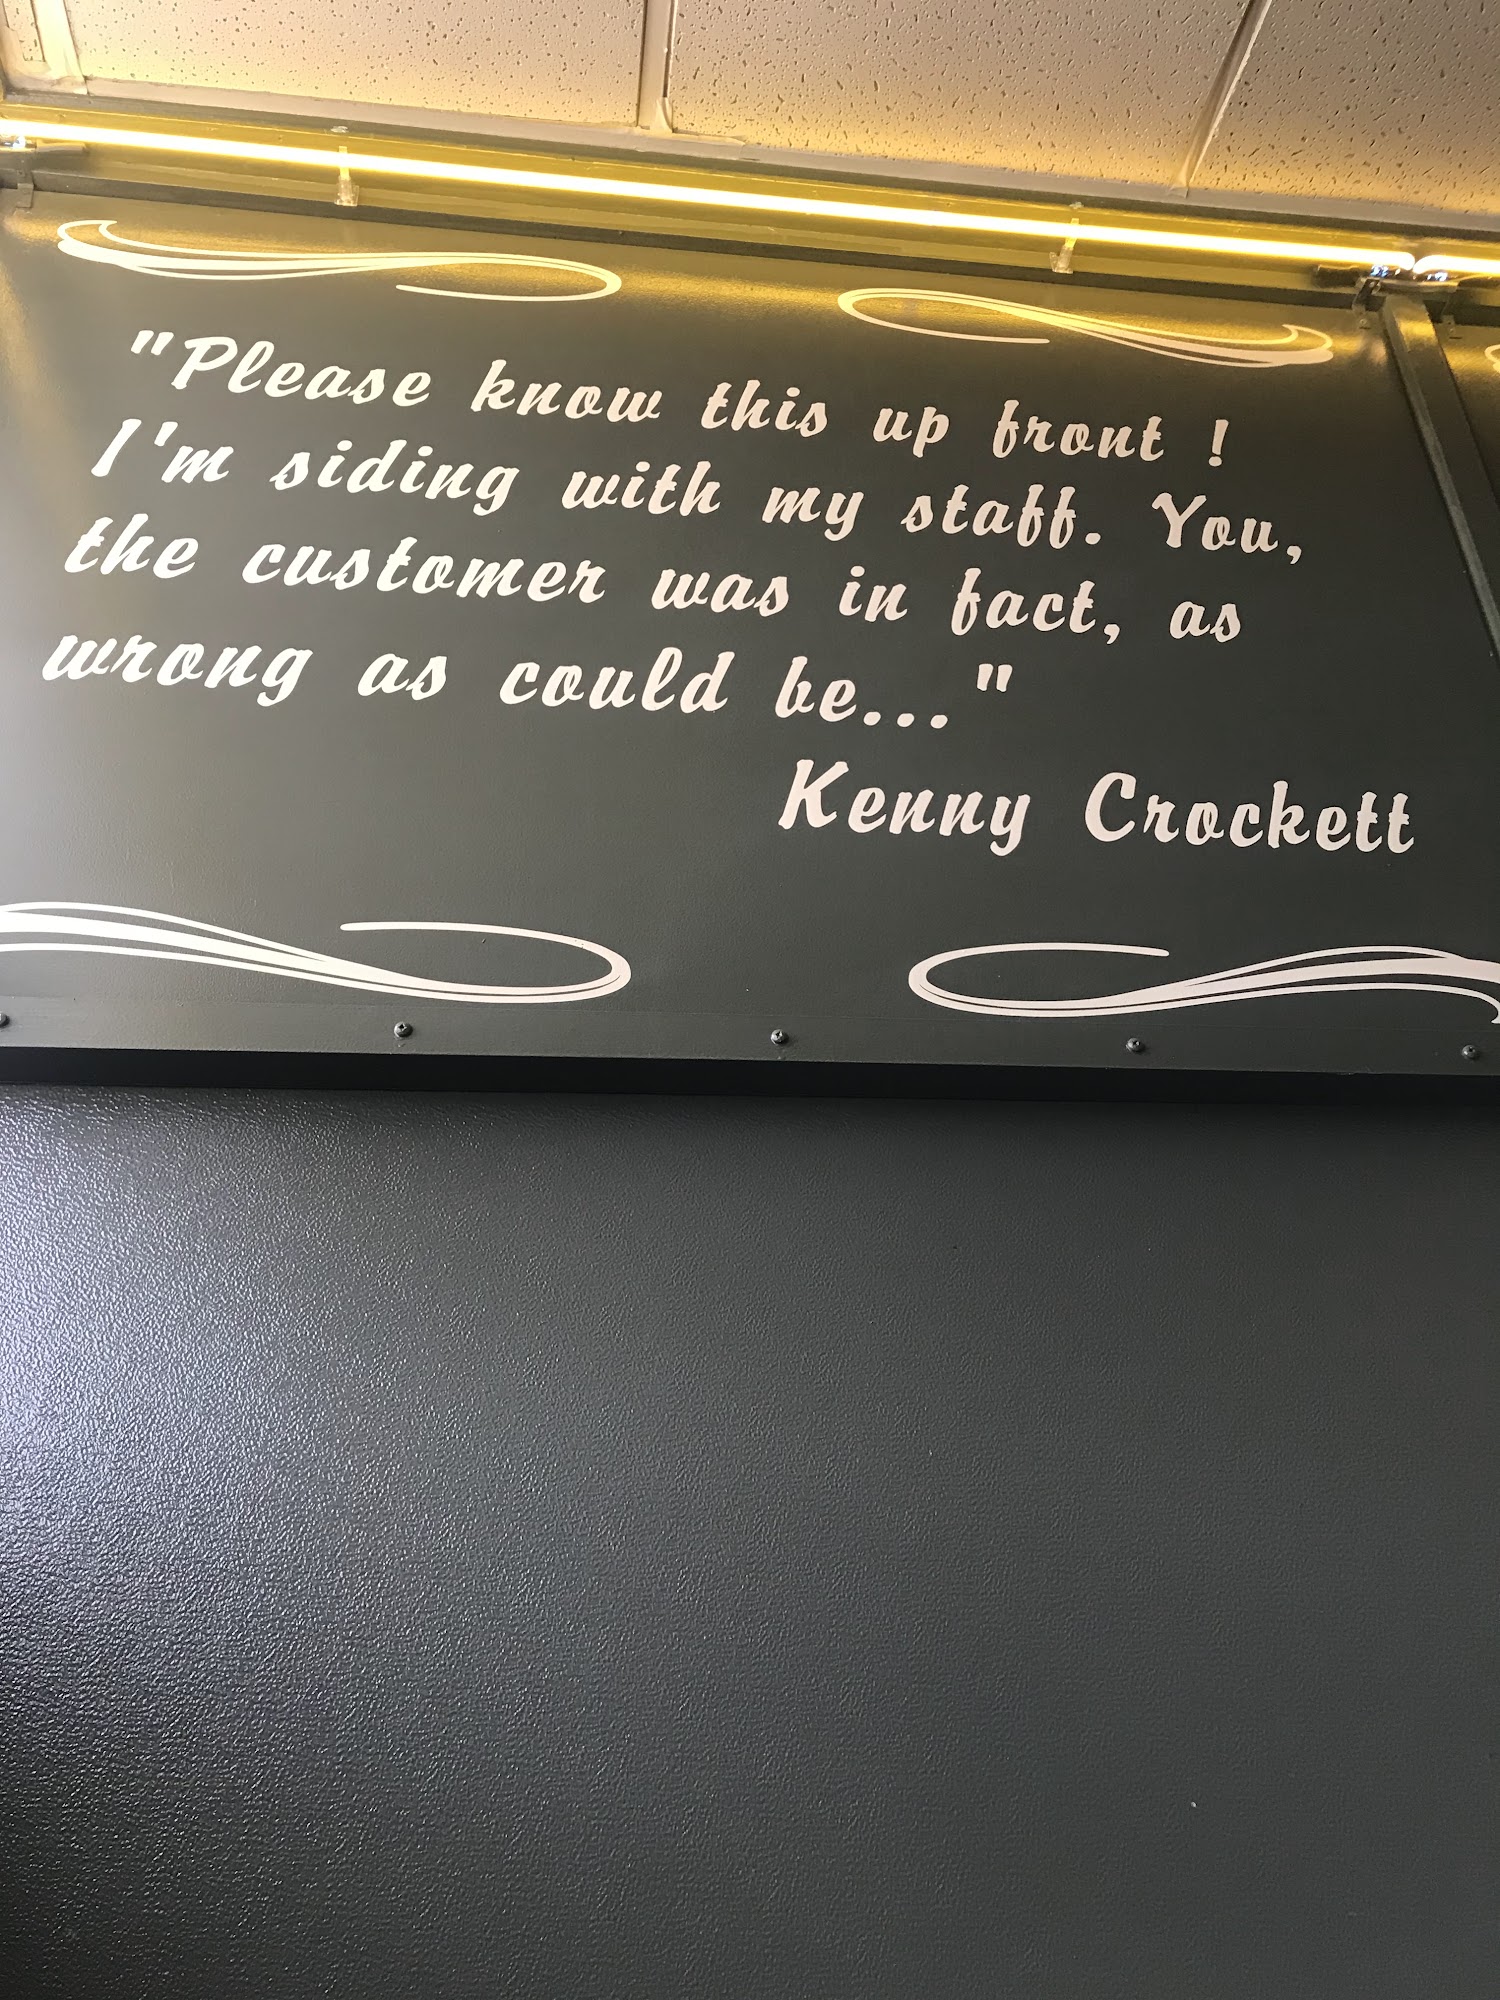 "Please know this up front !
I'm siding with my staff. You,
the customer was in fact, as
wrong as could be..."
Kenny Crockett